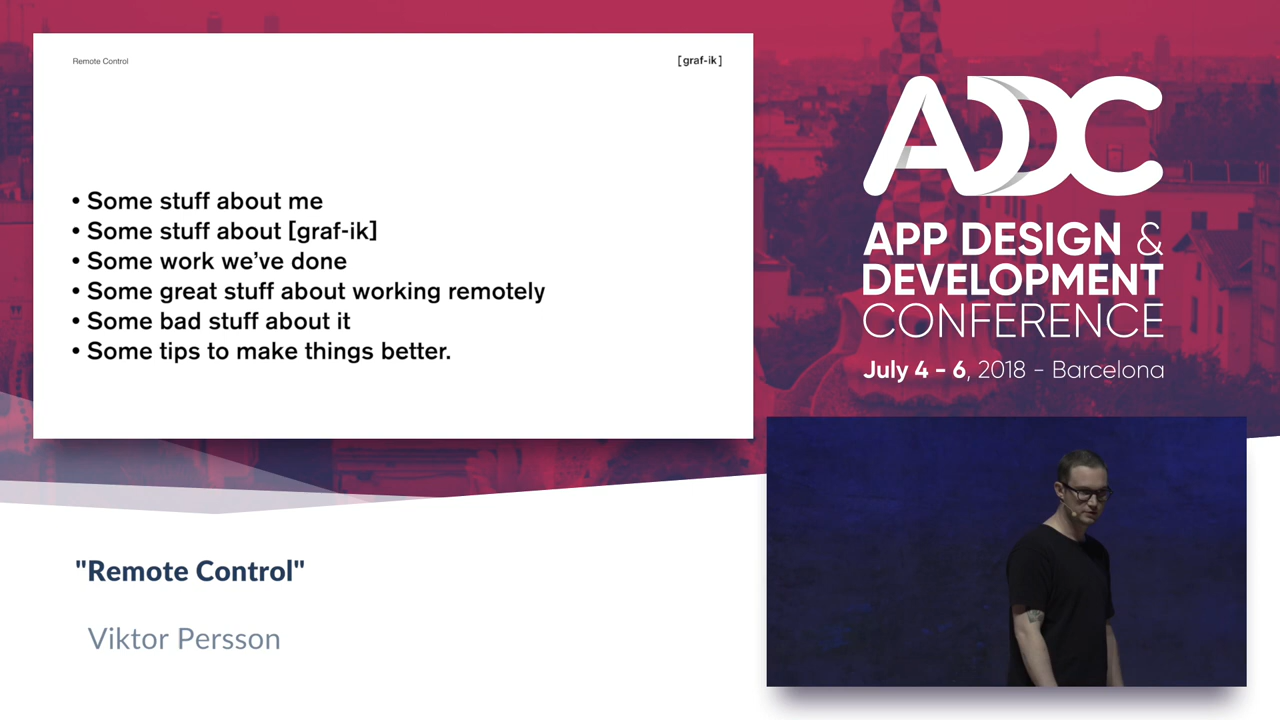 Remote Control
[graf-ik]
• Some stuff about me
• Some stuff about [graf-ik]
• Some work we’ve done
• Some great stuff about working remotely
• Some bad stuff about it
• Some tips to make things better.
ADC
APP DESIGN &
DEVELOPMENT
CONFERENCE
July 4 - 6, 2018 - Barcelona
"Remote Control"
Viktor Persson